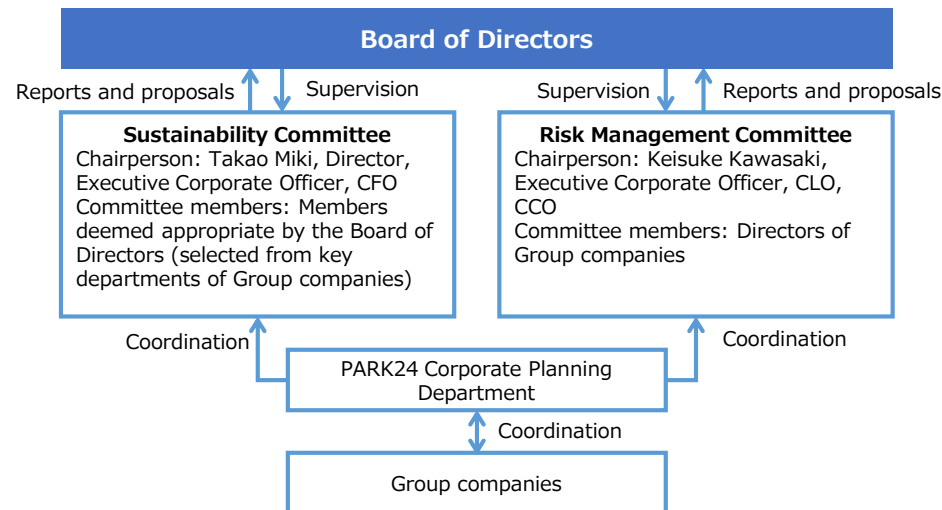 Board of Directors
Reports and proposals
Supervision
Supervision
Reports and proposals
Sustainability Committee
Chairperson: Takao Miki, Director,
Executive Corporate Officer, CFO
Committee members: Members
deemed appropriate by the Board of
Directors (selected from key
departments of Group companies)
Risk Management Committee
Chairperson: Keisuke Kawasaki,
Executive Corporate Officer, CLO,
CCO
Committee members: Directors of
Group companies
Coordination
Coordination
PARK24 Corporate Planning
Department
Coordination
Group companies